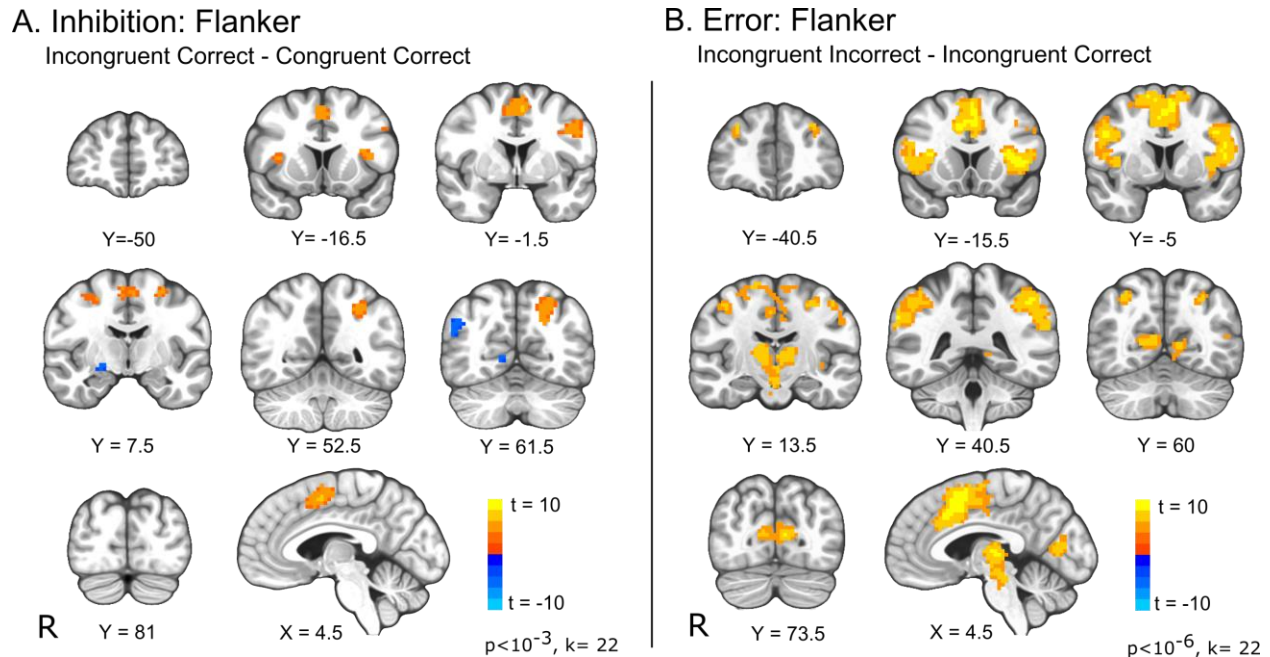 A. Inhibition: Flanker
Incongruent Correct - Congruent Correct
Y=-50
Y= -16.5
Y= -1.5
Y = 7.5
Y = 52.5
Y = 61.5
t = 10
t = -10
R
Y = 81
X = 4.5
p<10-3, k= 22
B. Error: Flanker
Incongruent Incorrect - Incongruent Correct
Y= -40.5
Y= -15.5
Y= -5
Y = 13.5
Y = 40.5
Y = 60
t = 10
t = -10
R
Y = 73.5
X = 4.5
p<10-6, k= 22